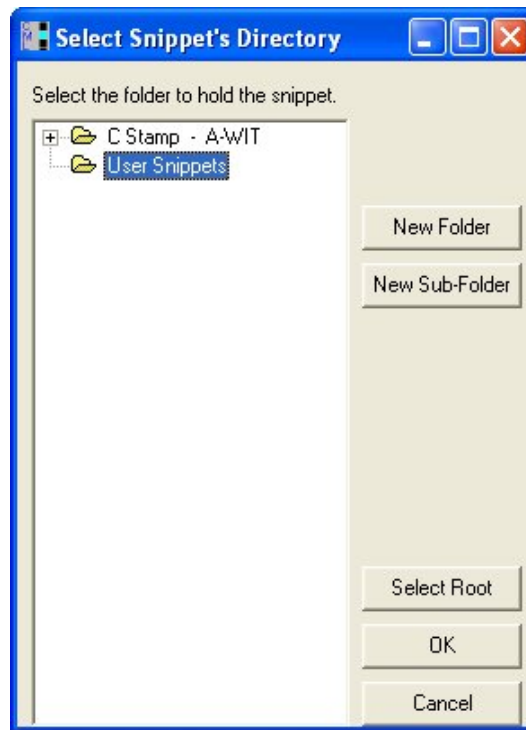 Select Snippet's Directory
Select the folder to hold the snippet.
C Stamp - A-WIT
User Snippets
New Folder
New Sub-Folder
Select Root
OK
Cancel